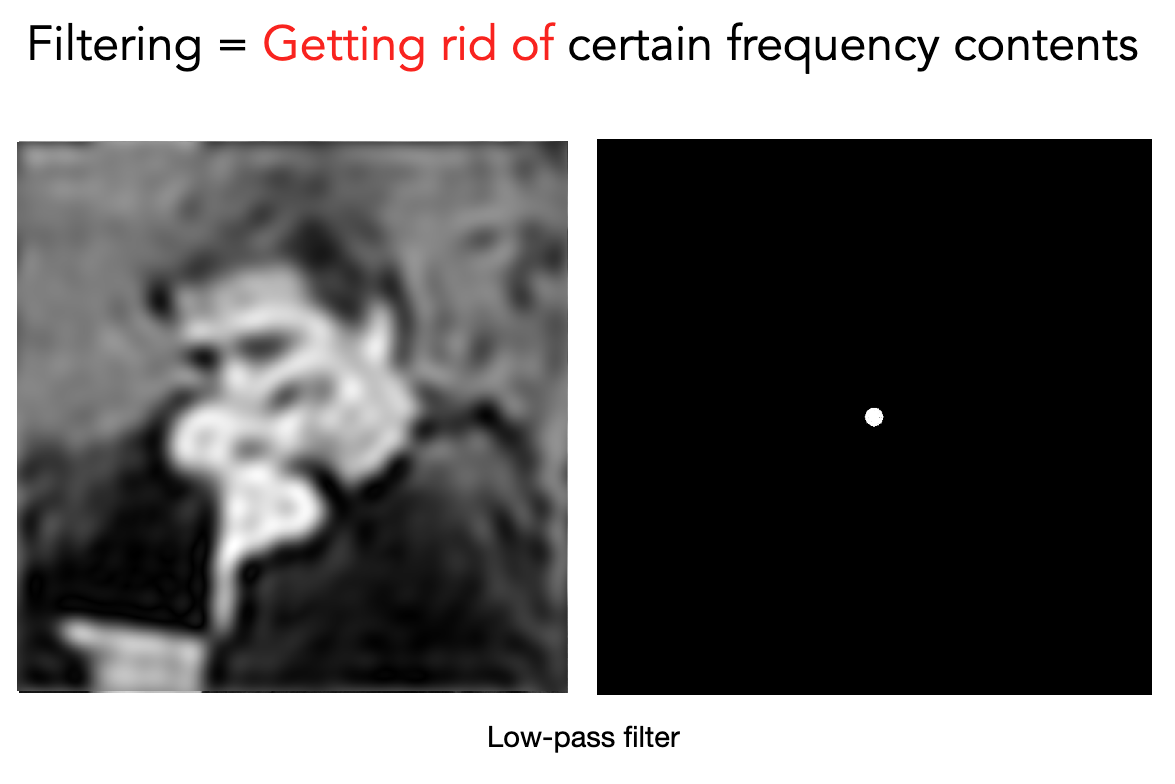 Filtering = Getting rid of certain frequency contents
Low-pass filter